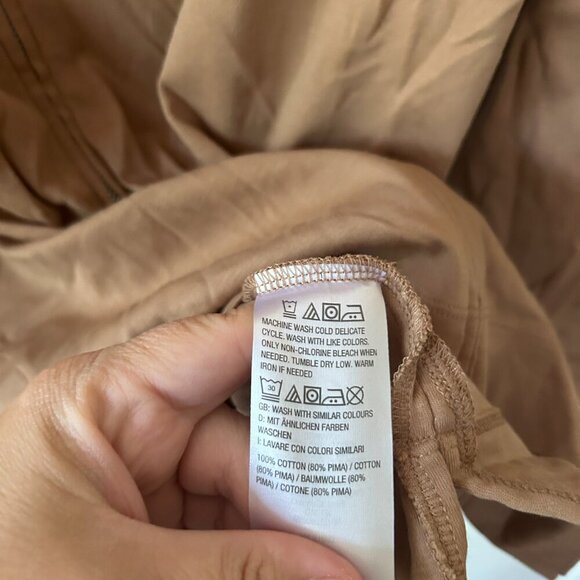 MACHINE WASH COLD DELICATE
CYCLE. WASH WITH LIKE COLORS.
ONLY NON-CHLORINE BLEACH WHEN
NEEDED. TUMBLE DRY LOW. WARM
IRON IF NEEDED
30
GB: WASH WITH SIMILAR COLOURS
D: MIT ÄHNLICHEN FARBEN
WASCHEN
I: LAVARE CON COLORI SIMILARI
100% COTTON (80% PIMA) / COTTON
(80% PIMA) / BAUMWOLLE (80%
PIMA) / COTONE (80% PIMA)